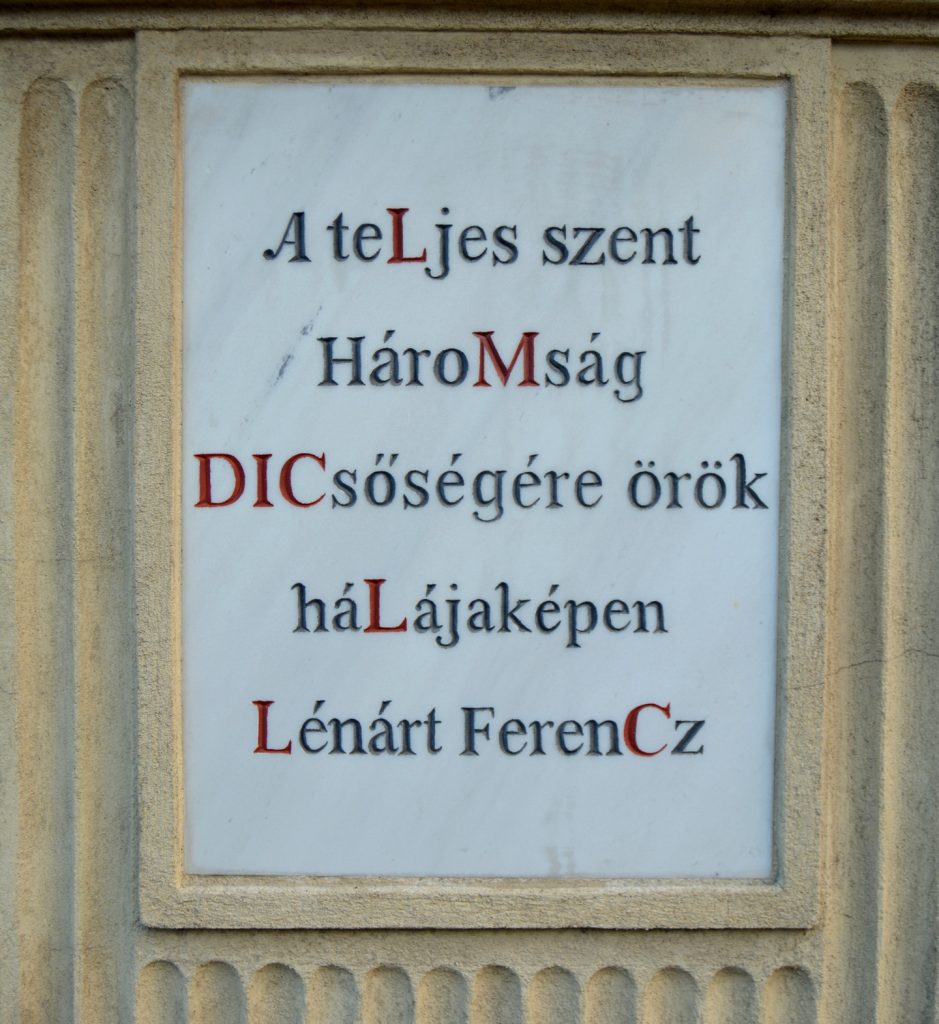 A teLjes szent
HároMság
DICsőségére örök
háLájaképen
Lénárt FerenCz